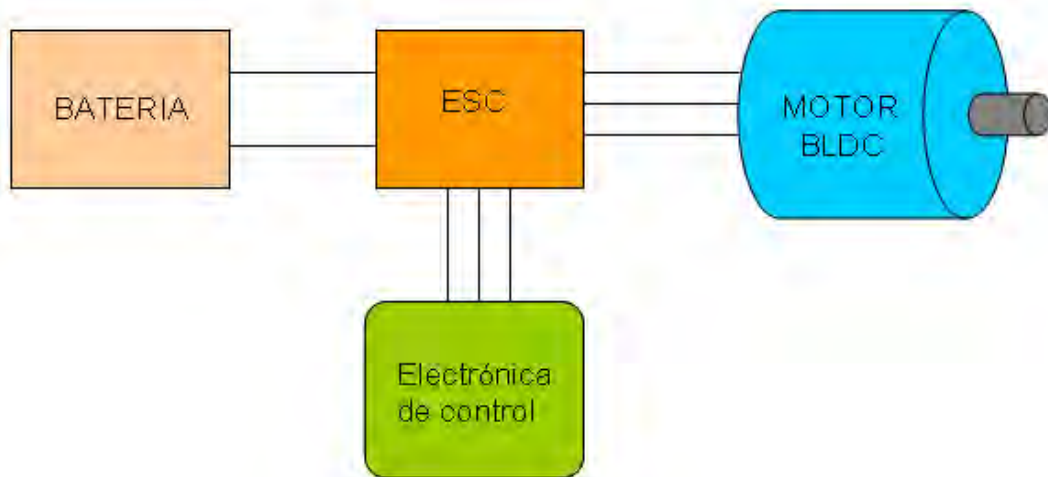 BATERIA
ESC
MOTOR
BLDC
Electrónica
de control